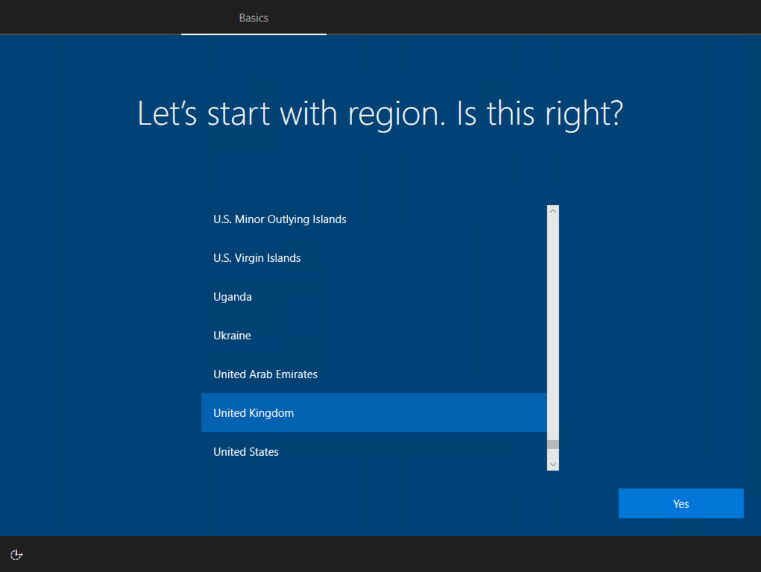 Basics
Let's start with region. Is this right?
U.S. Minor Outlying Islands
U.S. Virgin Islands
Uganda
Ukraine
United Arab Emirates
United Kingdom
United States
Yes